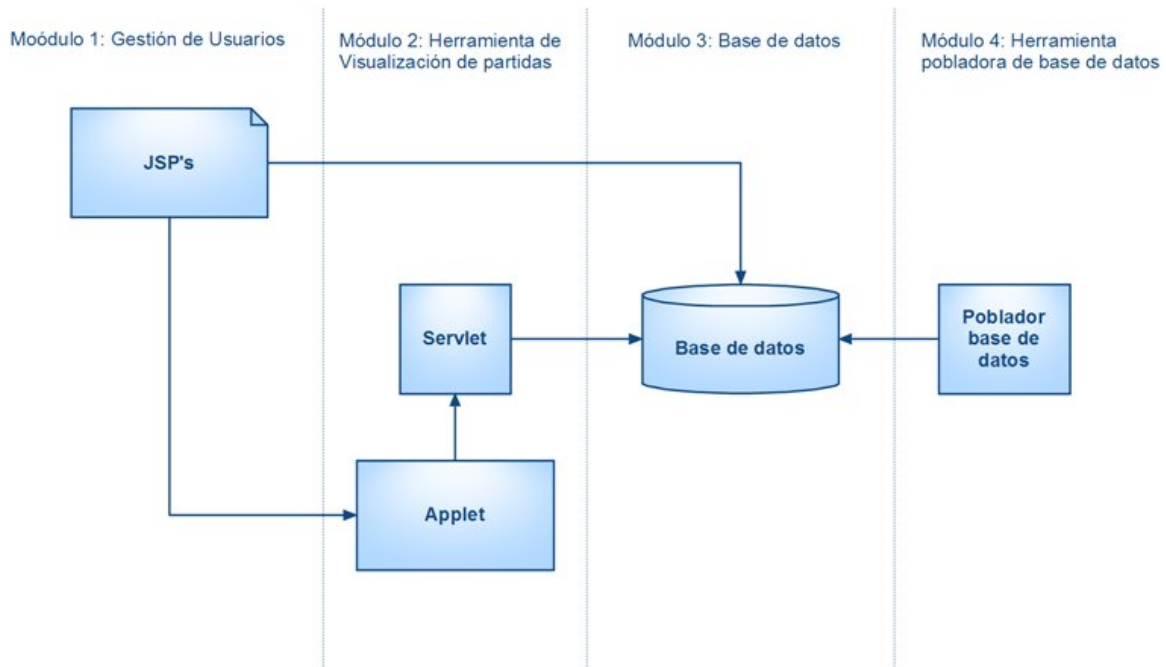 Moódulo 1: Gestión de Usuarios
Módulo 2: Herramienta de
Visualización de partidas
Módulo 3: Base de datos
Módulo 4: Herramienta
pobladora de base de datos
JSP's
Servlet
Base de datos
Poblador
base de
datos
Applet